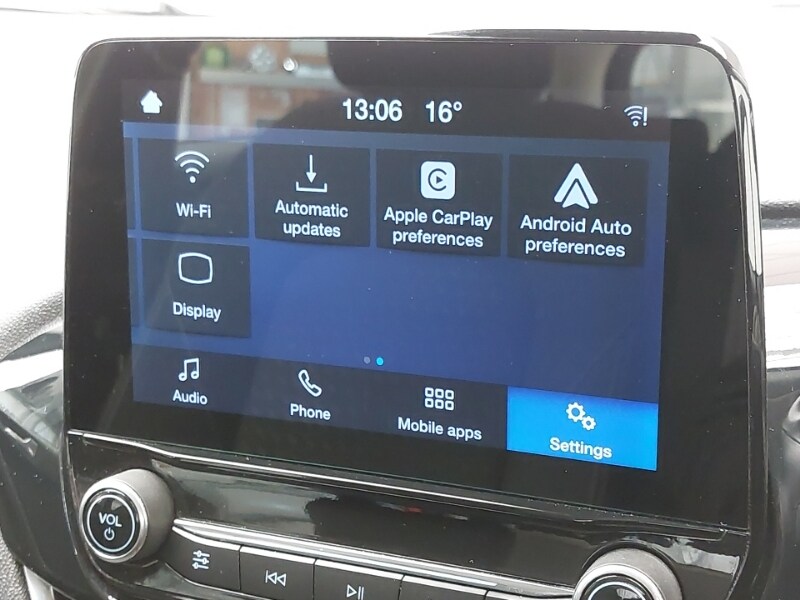 13:06 16°
Wi-Fi
Automatic
updates
Apple CarPlay
preferences
Android Auto
preferences
Display
Audio
Phone
Mobile apps
Settings
VOL